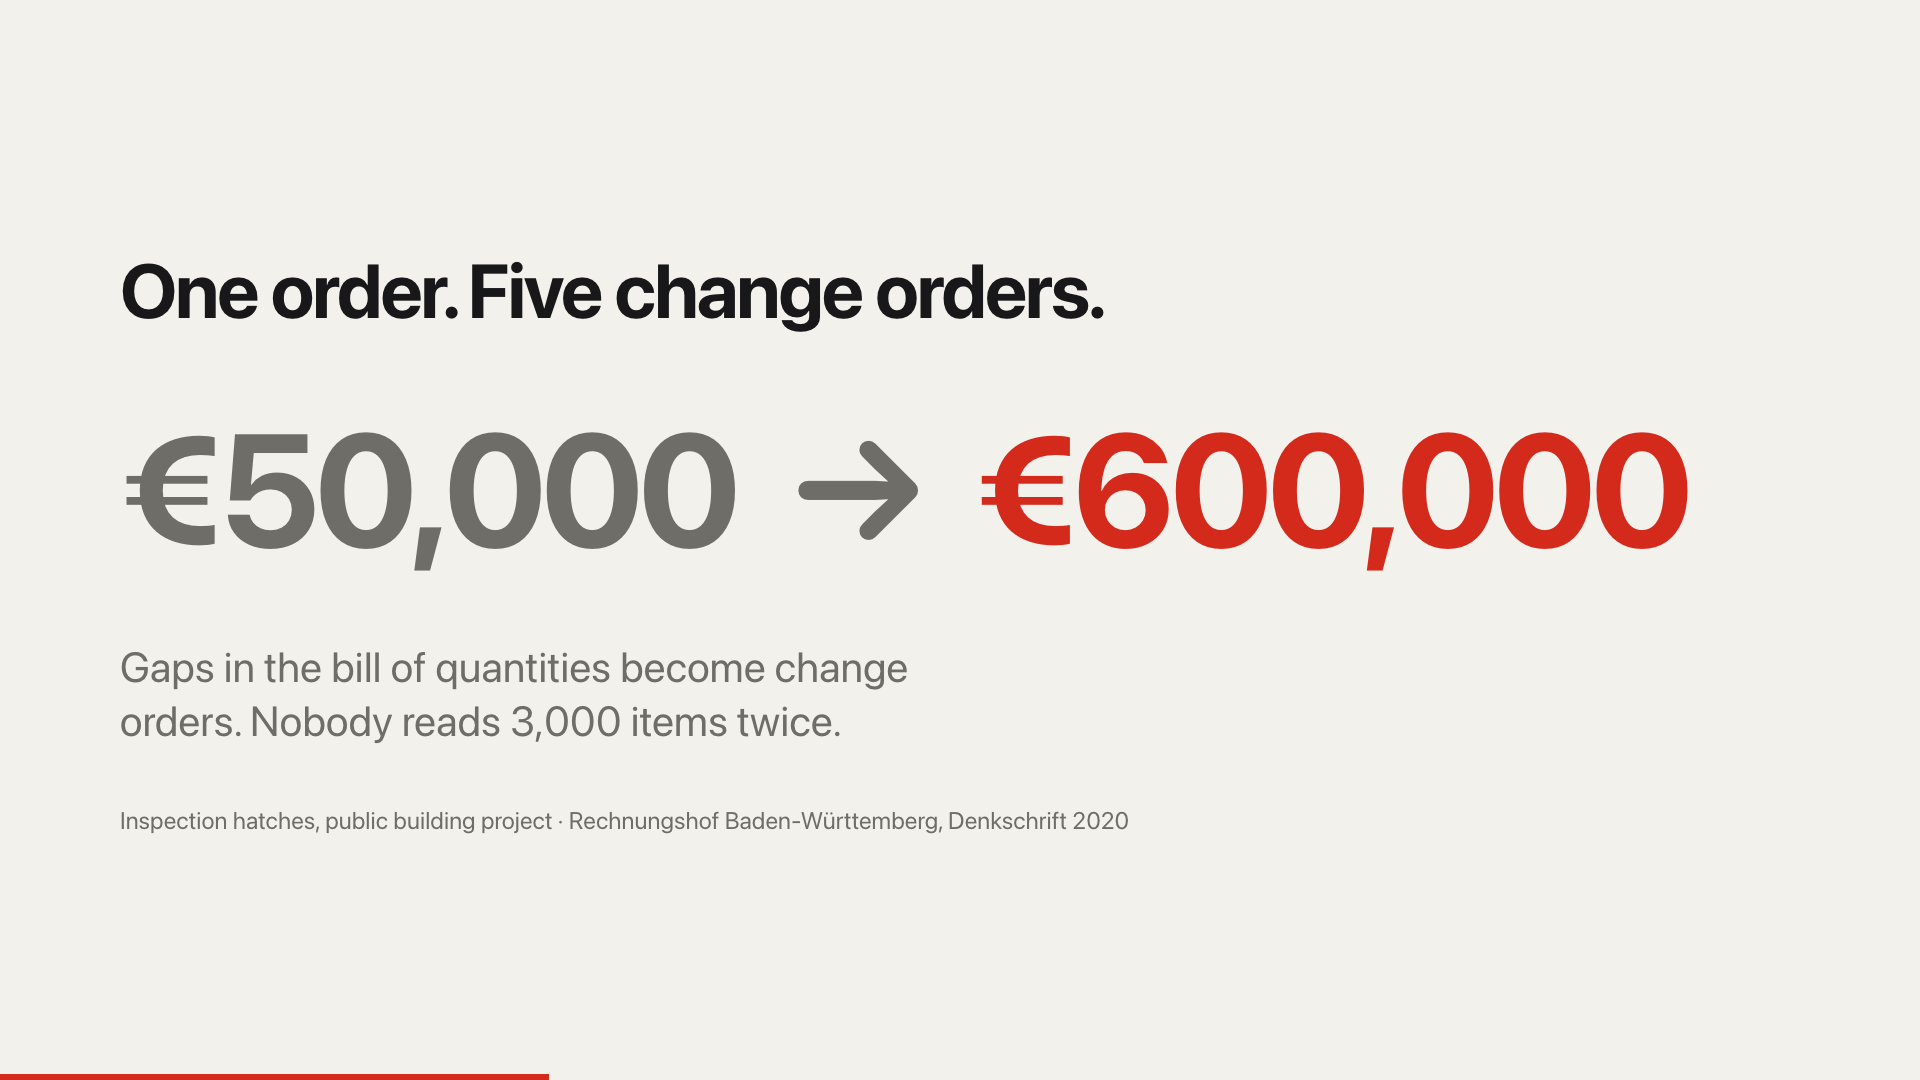 One order. Five change orders.
€50,000 → €600,000
Gaps in the bill of quantities become change
orders. Nobody reads 3,000 items twice.
Inspection hatches, public building project · Rechnungshof Baden-Württemberg, Denkschrift 2020